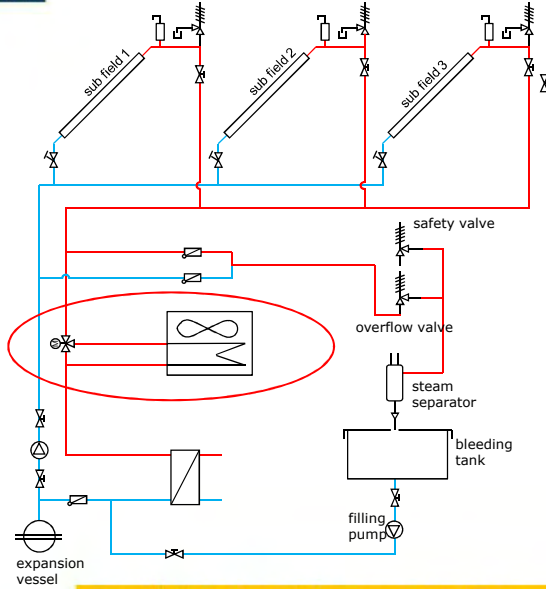 sub field 1
sub field 2
sub field 3
safety valve
overflow valve
M
steam
separator
bleeding
tank
filling
pump
expansion
vessel